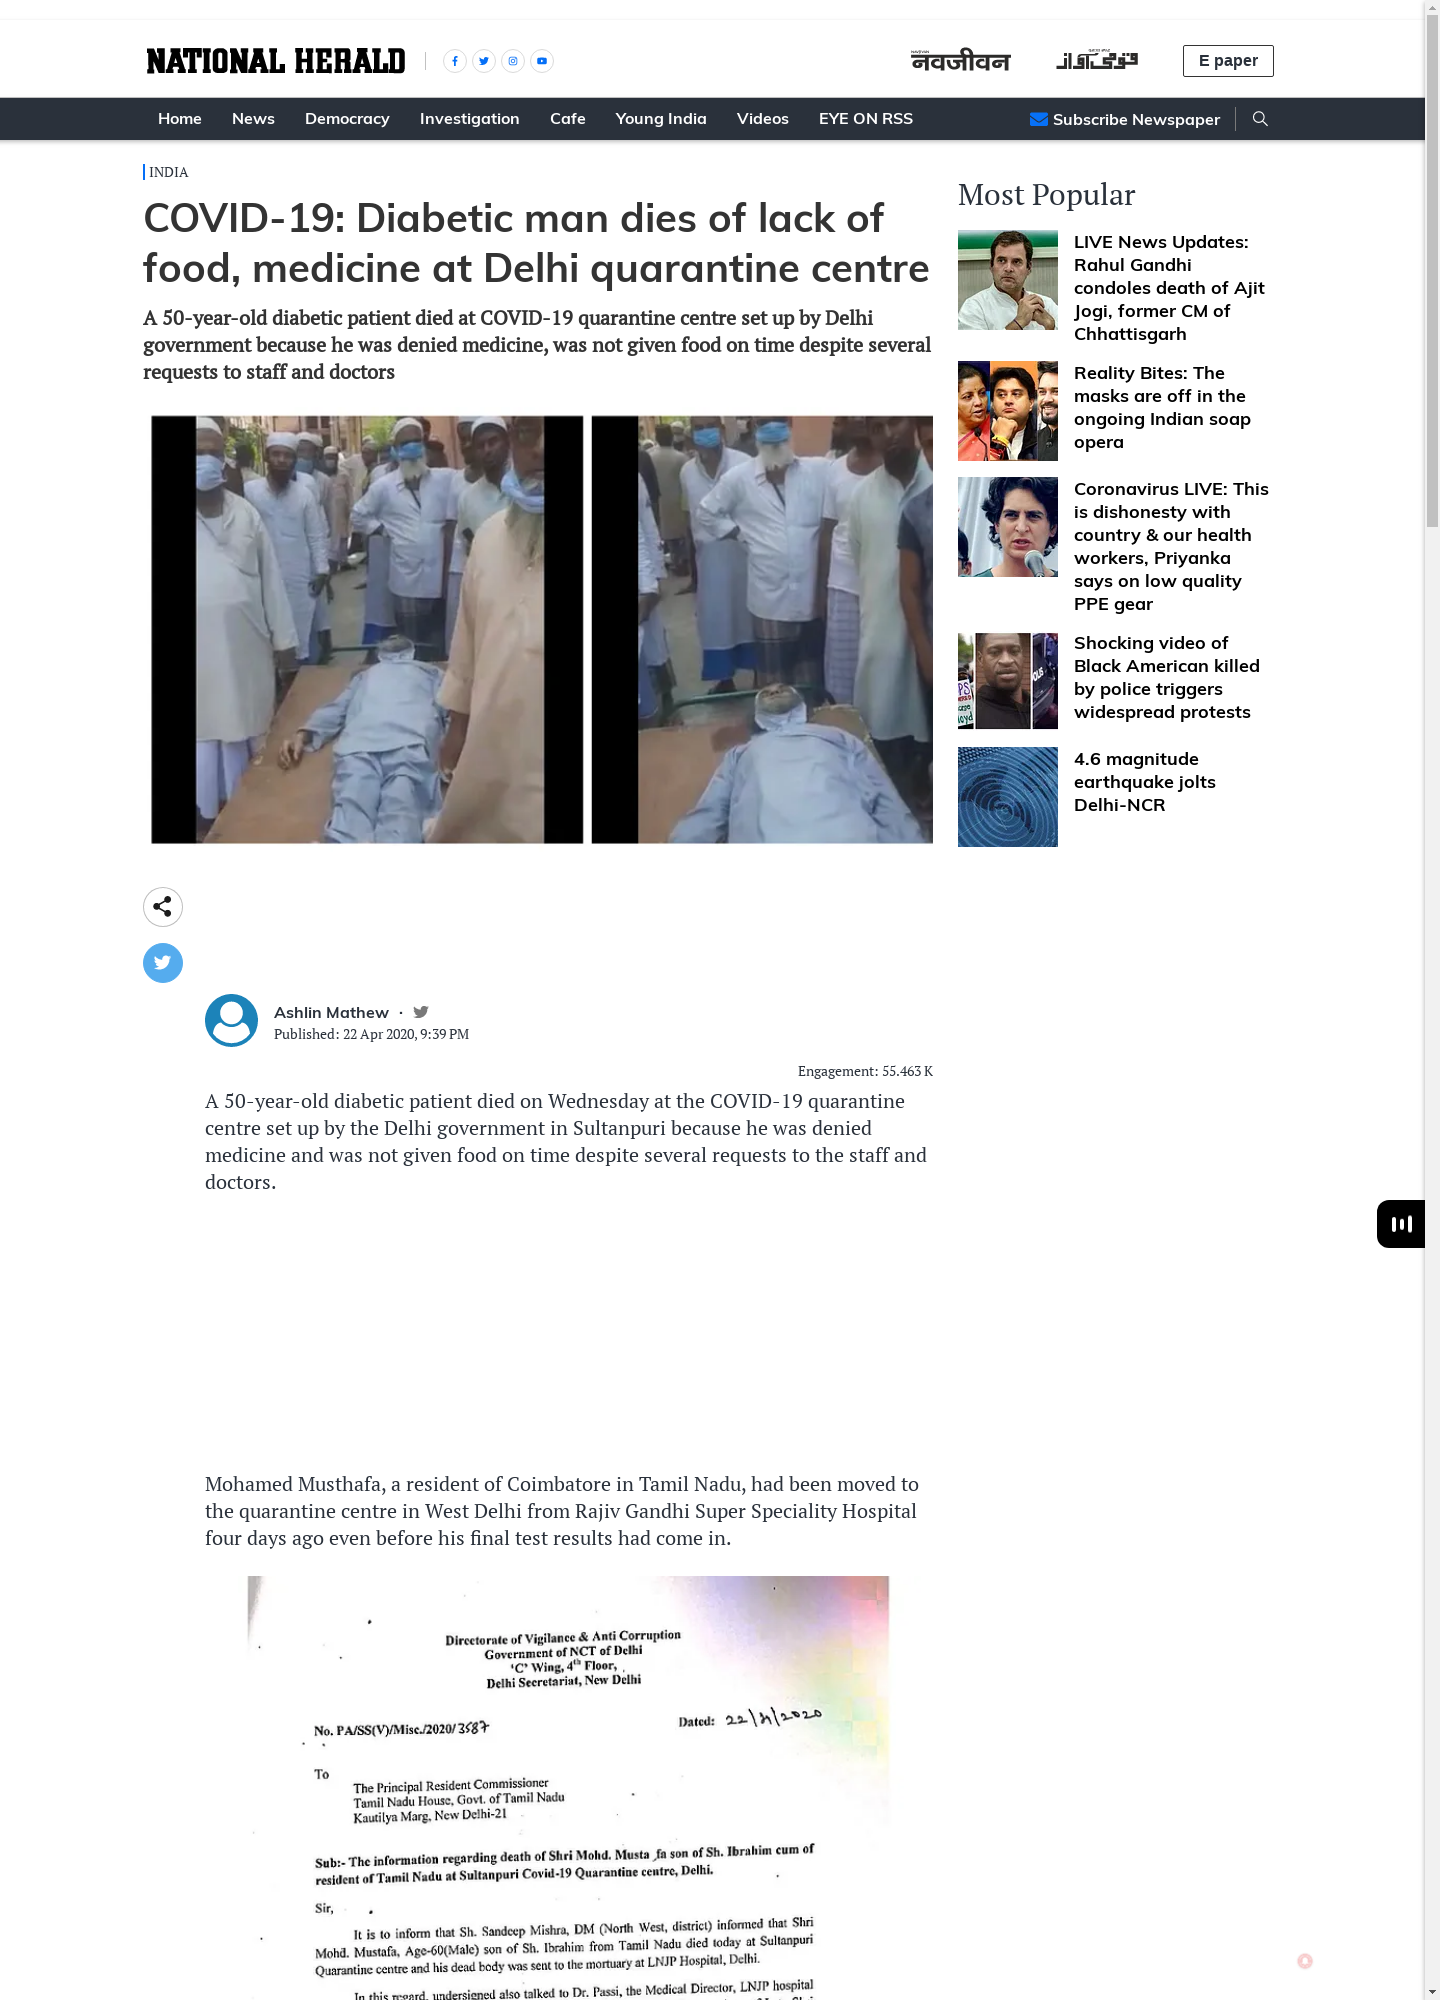 NATIONAL HERALD
नवजीवन
قومی آواز
E paper
Home News Democracy Investigation Cafe Young India Videos EYE ON RSS
Subscribe Newspaper
INDIA
COVID-19: Diabetic man dies of lack of
food, medicine at Delhi quarantine centre
A 50-year-old diabetic patient died at COVID-19 quarantine centre set up by Delhi
government because he was denied medicine, was not given food on time despite several
requests to staff and doctors
Ashlin Mathew
Published: 22 Apr 2020, 9:39 PM
Engagement: 55.463 K
A 50-year-old diabetic patient died on Wednesday at the COVID-19 quarantine
centre set up by the Delhi government in Sultanpuri because he was denied
medicine and was not given food on time despite several requests to the staff and
doctors.
Mohamed Musthafa, a resident of Coimbatore in Tamil Nadu, had been moved to
the quarantine centre in West Delhi from Rajiv Gandhi Super Speciality Hospital
four days ago even before his final test results had come in.
Directorate of Vigilance & Anti Corruption
Government of NCT of Delhi
'C' Wing, 4th Floor,
Delhi Secretariat, New Delhi
No. PA/SS(V)/Misc./2020/3587
Dated: 22/4/2020
To
The Principal Resident Commissioner
Tamil Nadu House, Govt. of Tamil Nadu
Kautilya Marg, New Delhi-21
Sub:- The information regarding death of Shri Mohd. Musta fa son of Sh. Ibrahim cum of
resident of Tamil Nadu at Sultanpuri Covid-19 Quarantine centre, Delhi.
Sir,
It is to inform that Sh. Sandeep Mishra, DM (North West, district) informed that Shri
Mohd. Mustafa, Age-60(Male) son of Sh. Ibrahim from Tamil Nadu died today at Sultanpuri
Quarantine centre and his dead body was sent to the mortuary at LNJP Hospital, Delhi.
In this regard, undersigned also talked to Dr. Passi, the Medical Director, LNJP hospital
Most Popular
LIVE News Updates:
Rahul Gandhi
condoles death of Ajit
Jogi, former CM of
Chhattisgarh
Reality Bites: The
masks are off in the
ongoing Indian soap
opera
Coronavirus LIVE: This
is dishonesty with
country & our health
workers, Priyanka
says on low quality
PPE gear
Shocking video of
Black American killed
by police triggers
widespread protests
4.6 magnitude
earthquake jolts
Delhi-NCR